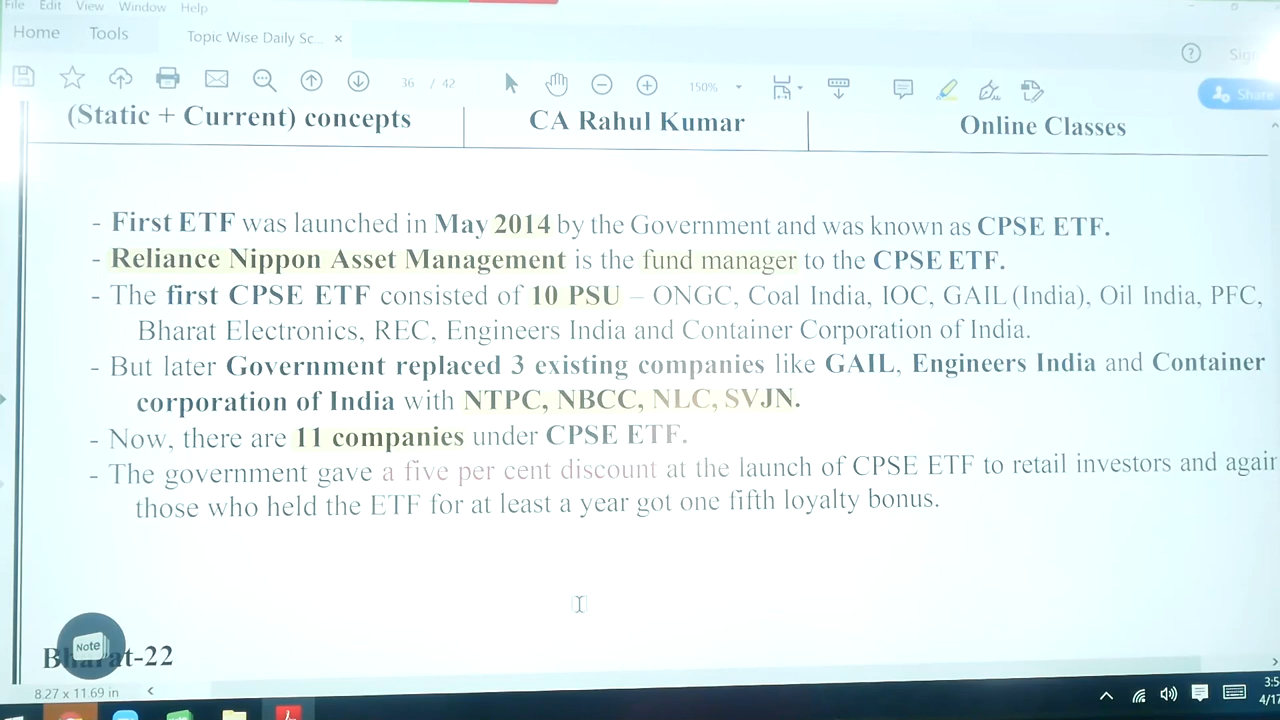 File Edit View Window Help
Home Tools Topic Wise Daily Sc... ×
36 / 42 150% Share
(Static + Current) concepts CA Rahul Kumar Online Classes
- First ETF was launched in May 2014 by the Government and was known as CPSE ETF.
- Reliance Nippon Asset Management is the fund manager to the CPSE ETF.
- The first CPSE ETF consisted of 10 PSU – ONGC, Coal India, IOC, GAIL (India), Oil India, PFC,
Bharat Electronics, REC, Engineers India and Container Corporation of India.
- But later Government replaced 3 existing companies like GAIL, Engineers India and Container
corporation of India with NTPC, NBCC, NLC, SVJN.
- Now, there are 11 companies under CPSE ETF.
- The government gave a five per cent discount at the launch of CPSE ETF to retail investors and again
those who held the ETF for at least a year got one fifth loyalty bonus.
Note
Bharat-22
8.27 x 11.69 in
3:5
4/17